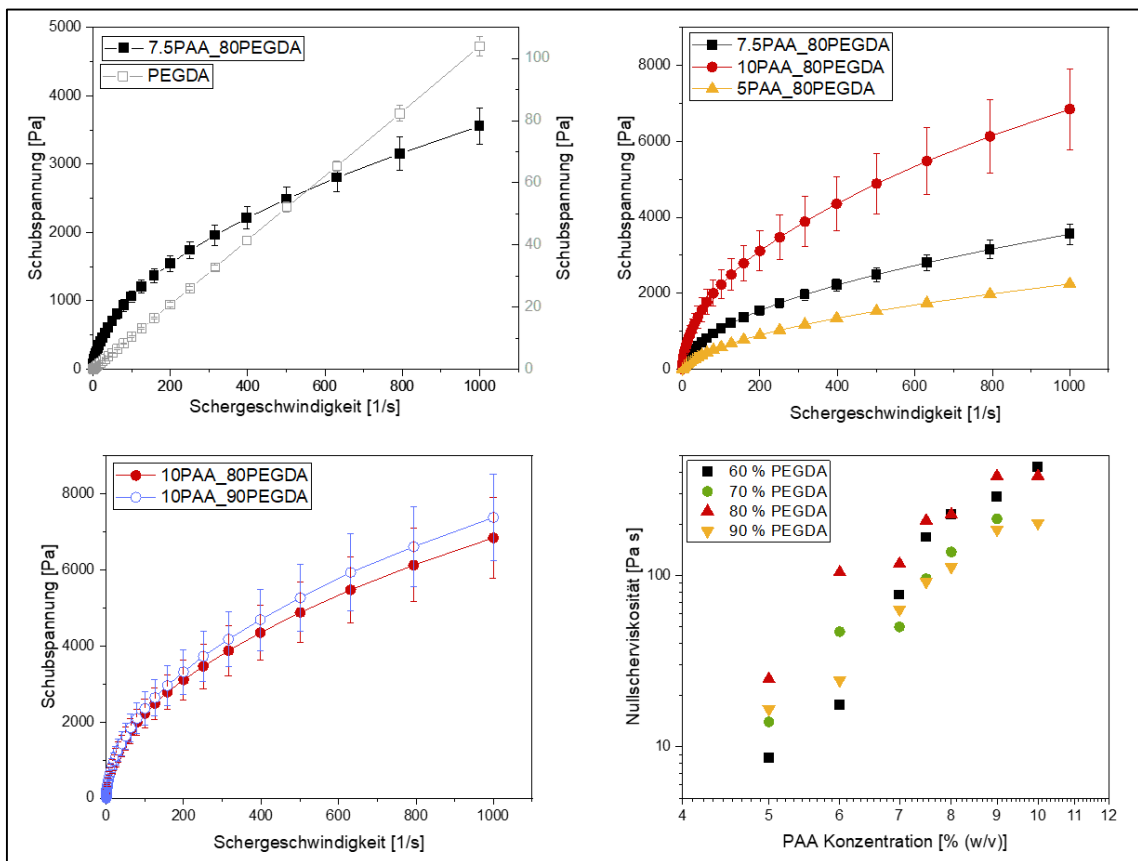 7.5PAA_80PEGDA
PEGDA
Schubspannung [Pa]
5000
4000
3000
2000
1000
0
100
80
60
40
20
0
Schubspannung [Pa]
0 200 400 600 800 1000
Schergeschwindigkeit [1/s]
7.5PAA_80PEGDA
10PAA_80PEGDA
5PAA_80PEGDA
Schubspannung [Pa]
8000
6000
4000
2000
0
0 200 400 600 800 1000
Schergeschwindigkeit [1/s]
10PAA_80PEGDA
10PAA_90PEGDA
Schubspannung [Pa]
8000
6000
4000
2000
0
0 200 400 600 800 1000
Schergeschwindigkeit [1/s]
60 % PEGDA
70 % PEGDA
80 % PEGDA
90 % PEGDA
Nullscherviskosität [Pa s]
100
10
4 5 6 7 8 9 10 11 12
PAA Konzentration [% (w/v)]